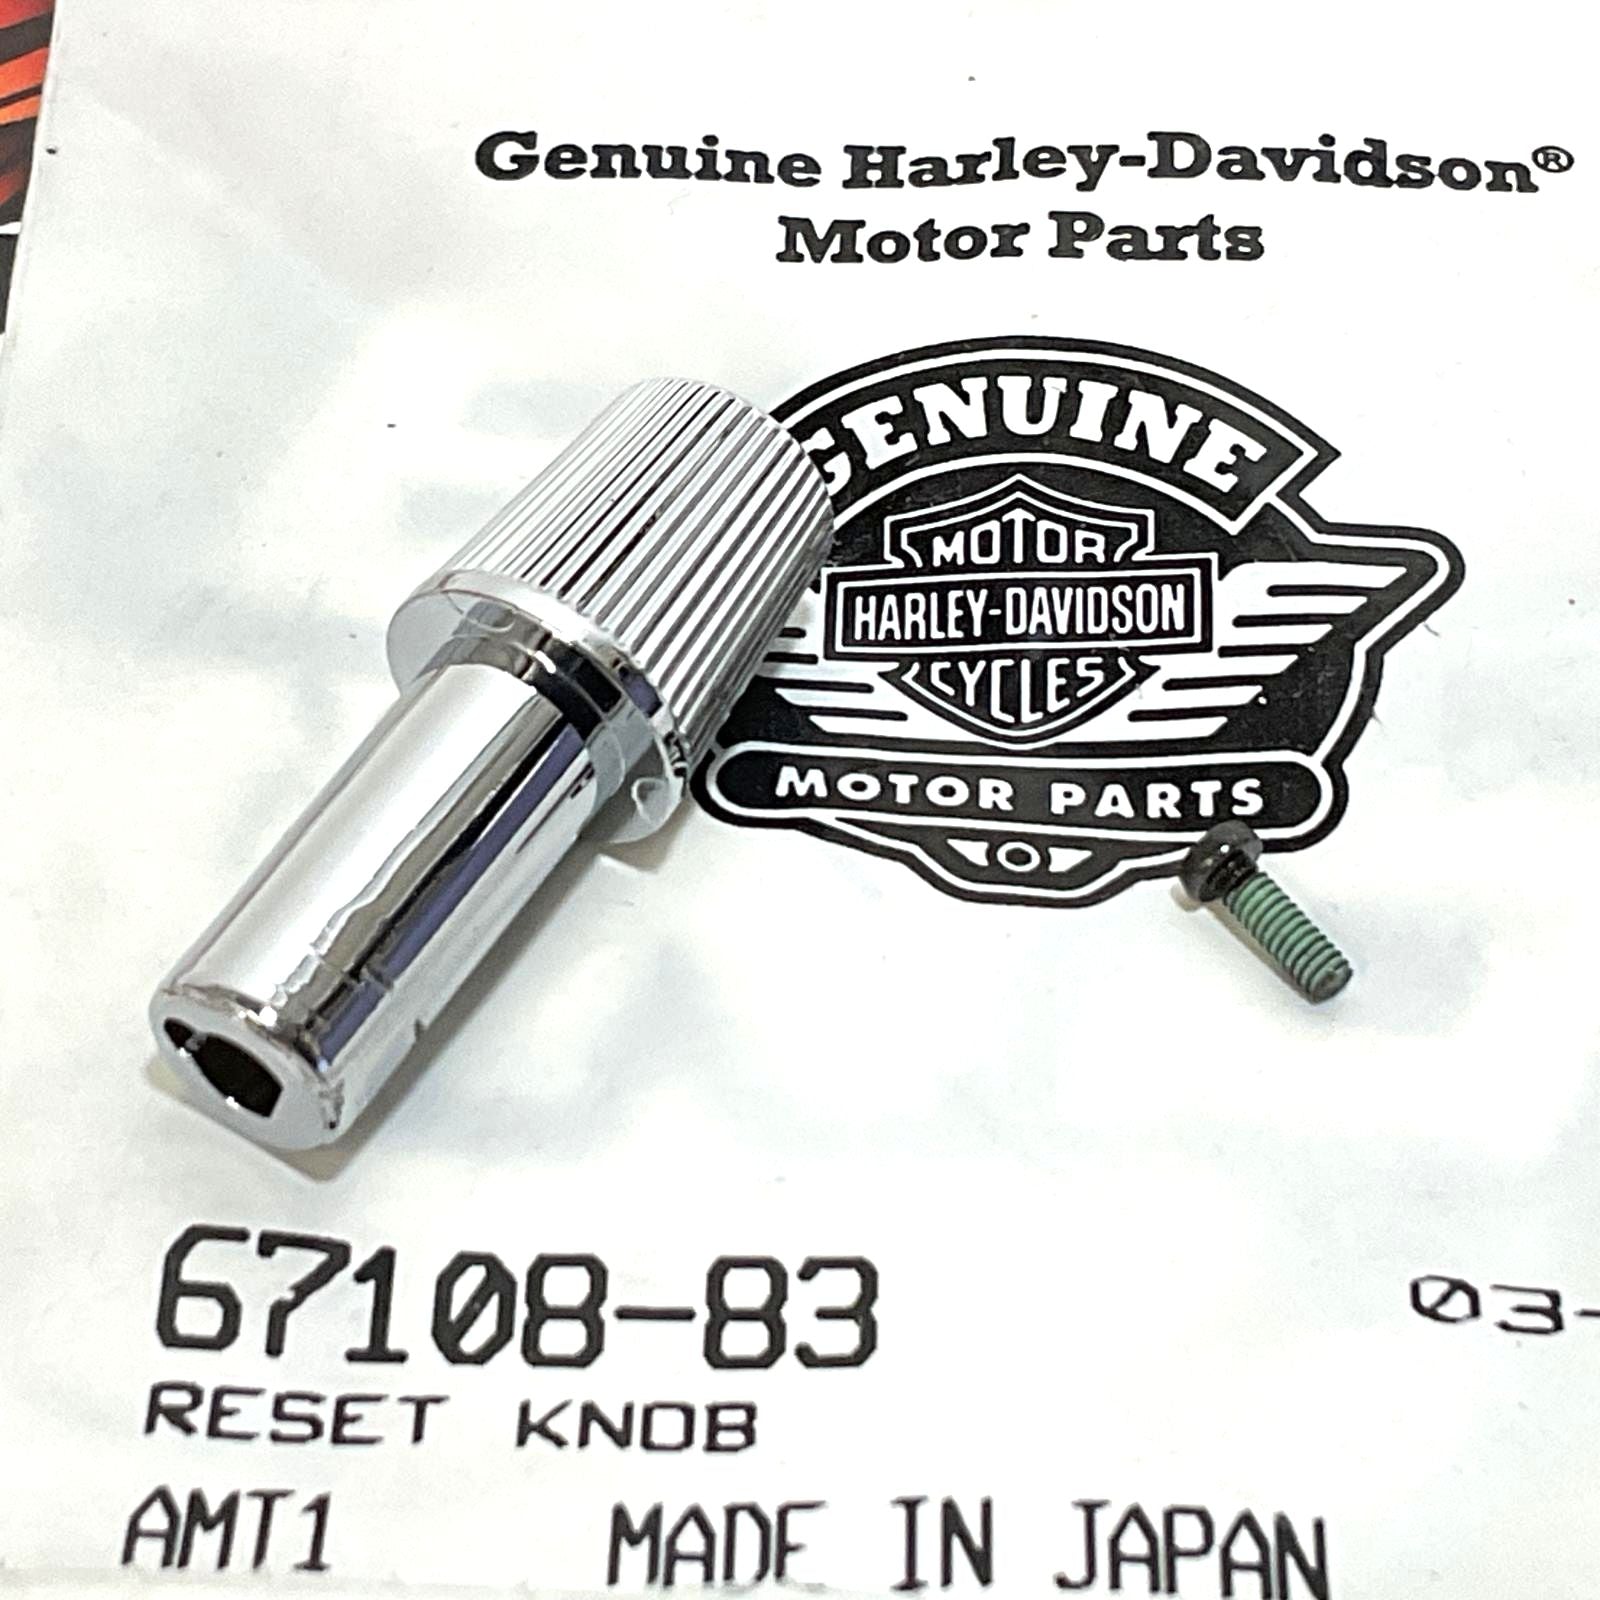 Genuine Harley-Davidson®
Motor Parts
GENUINE
MOTOR
HARLEY-DAVIDSON
CYCLES
MOTOR PARTS
67108-83
03-
RESET KNOB
AMT1 MADE IN JAPAN